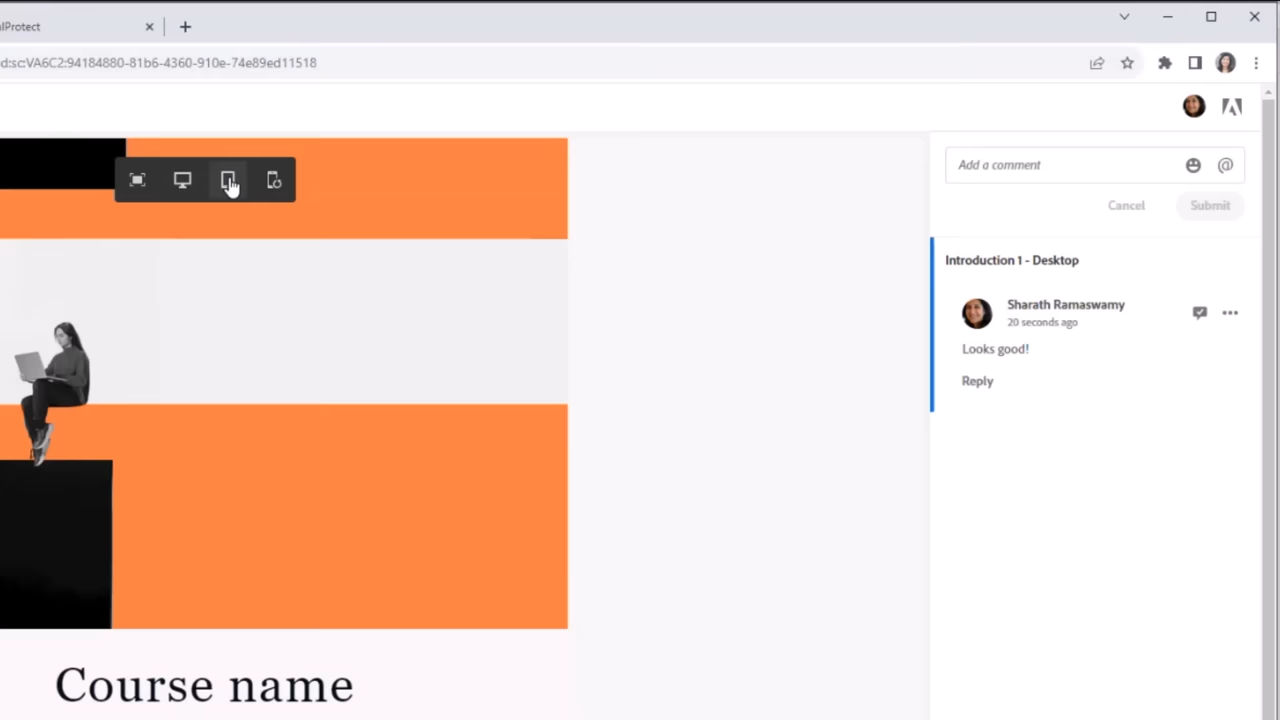 lProtect
d:sc:VA6C2:94184880-81b6-4360-910e-74e89ed11518
Add a comment
Cancel
Submit
Introduction 1 - Desktop
Sharath Ramaswamy
20 seconds ago
Looks good!
Reply
Course name